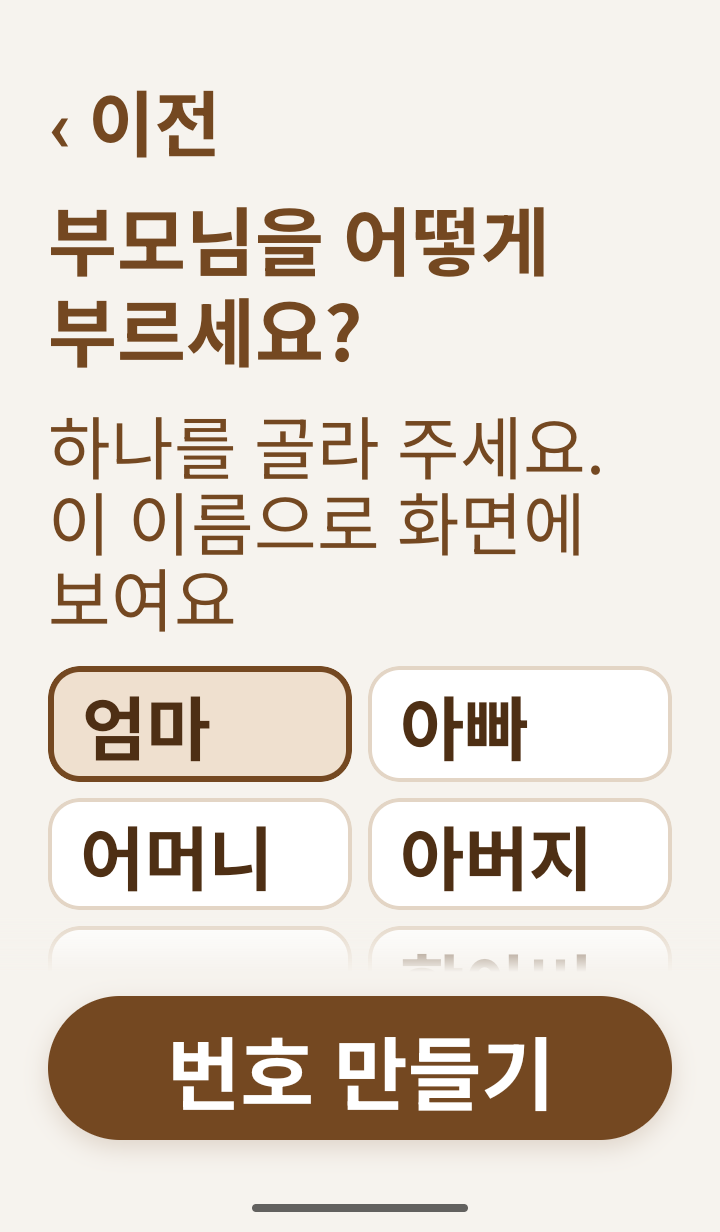 ‹ 이전
부모님을 어떻게
부르세요?
하나를 골라 주세요.
이 이름으로 화면에
보여요
엄마
아빠
어머니
아버지
번호 만들기